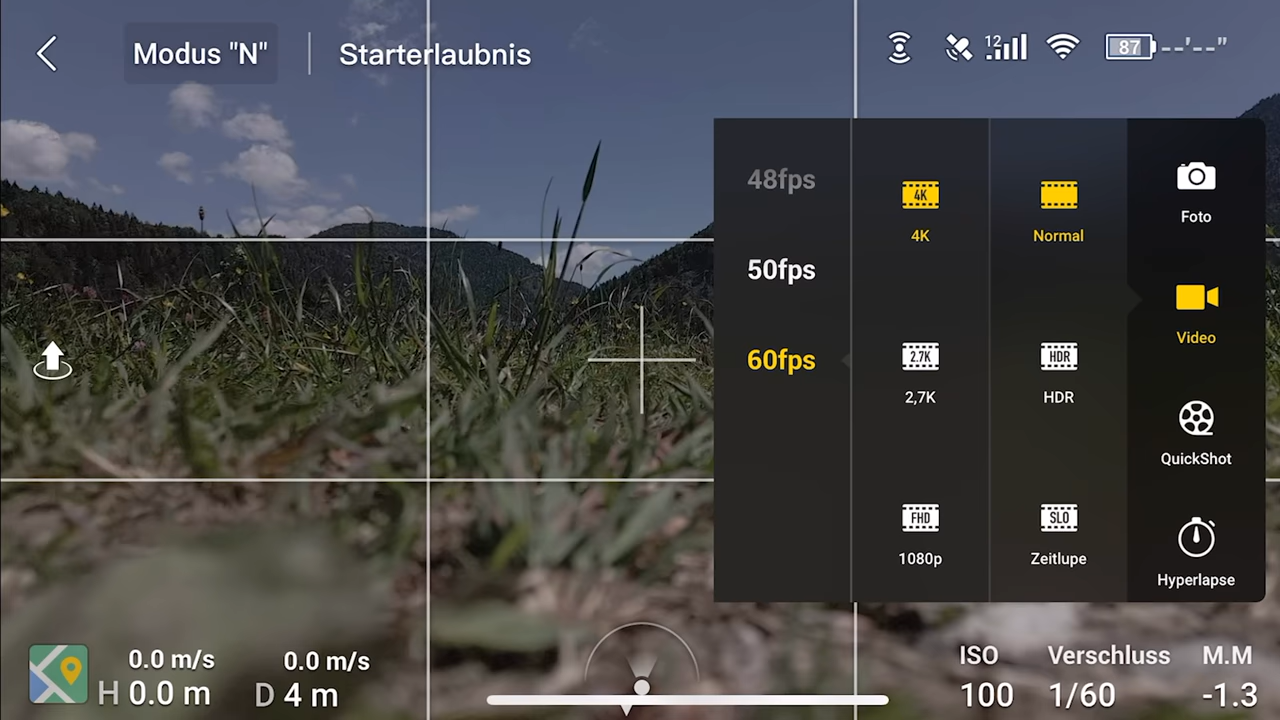 Modus "N"
Starterlaubnis
12
87
--'--"
48fps
50fps
60fps
4K
4K
2.7K
2,7K
FHD
1080p
Normal
HDR
HDR
SLO
Zeitlupe
Foto
Video
QuickShot
Hyperlapse
0.0 m/s
0.0 m/s
H 0.0 m
D 4 m
ISO
100
Verschluss
1/60
M.M
-1.3